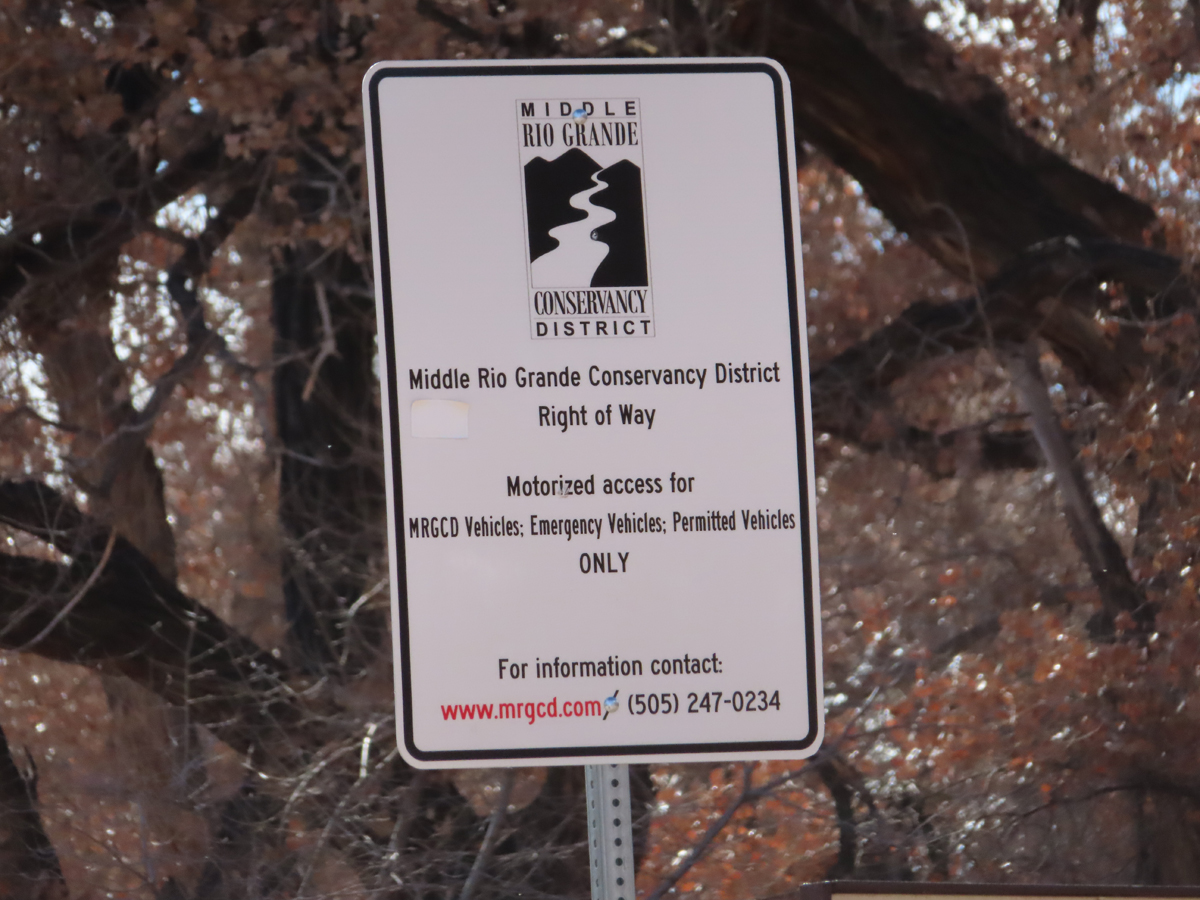 MIDDLE
RIO GRANDE
CONSERVANCY
DISTRICT
Middle Rio Grande Conservancy District
Right of Way
Motorized access for
MRGCD Vehicles; Emergency Vehicles; Permitted Vehicles
ONLY
For information contact:
www.mrgcd.com/ (505) 247-0234